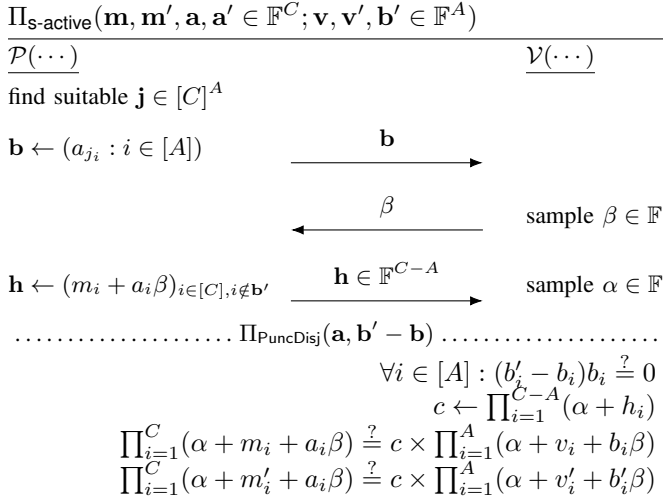 Π_{s-active}(𝐦, 𝐦′, 𝐚, 𝐚′ ∈ 𝔽^C; 𝐯, 𝐯′, 𝐛′ ∈ 𝔽^A)
𝒫(···) 𝒱(···)
find suitable 𝐣 ∈ [C]^A
𝐛 ← (a_{j_i} : i ∈ [A]) 𝐛
β sample β ∈ 𝔽
𝐡 ← (m_i + a_iβ)_{i∈[C],i∉𝐛′} 𝐡 ∈ 𝔽^{C−A} sample α ∈ 𝔽
...................... Π_{PuncDisj}(𝐚, 𝐛′ − 𝐛) ......................
∀i ∈ [A] : (b′_i − b_i)b_i ≟ 0
c ← ∏_{i=1}^{C−A}(α + h_i)
∏_{i=1}^{C}(α + m_i + a_iβ) ≟ c × ∏_{i=1}^{A}(α + v_i + b_iβ)
∏_{i=1}^{C}(α + m′_i + a_iβ) ≟ c × ∏_{i=1}^{A}(α + v′_i + b′_iβ)